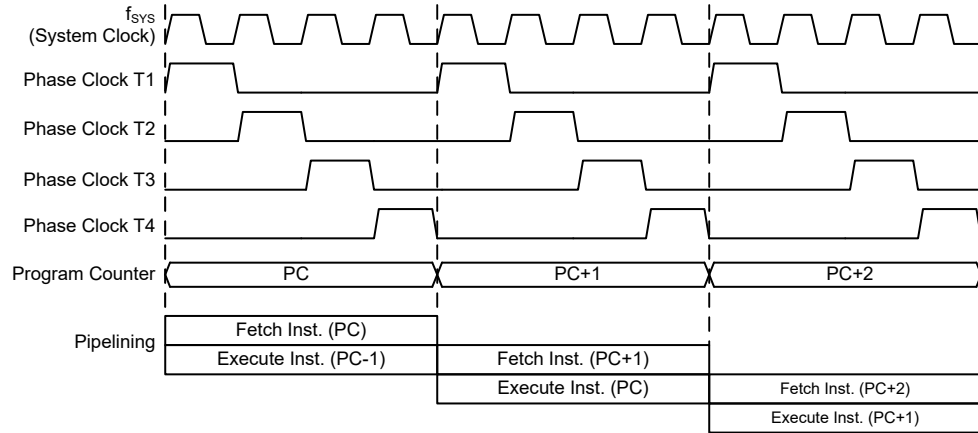 fSYS
(System Clock)
Phase Clock T1
Phase Clock T2
Phase Clock T3
Phase Clock T4
Program Counter PC PC+1 PC+2
Pipelining
Fetch Inst. (PC)
Execute Inst. (PC-1) Fetch Inst. (PC+1)
Execute Inst. (PC) Fetch Inst. (PC+2)
Execute Inst. (PC+1)